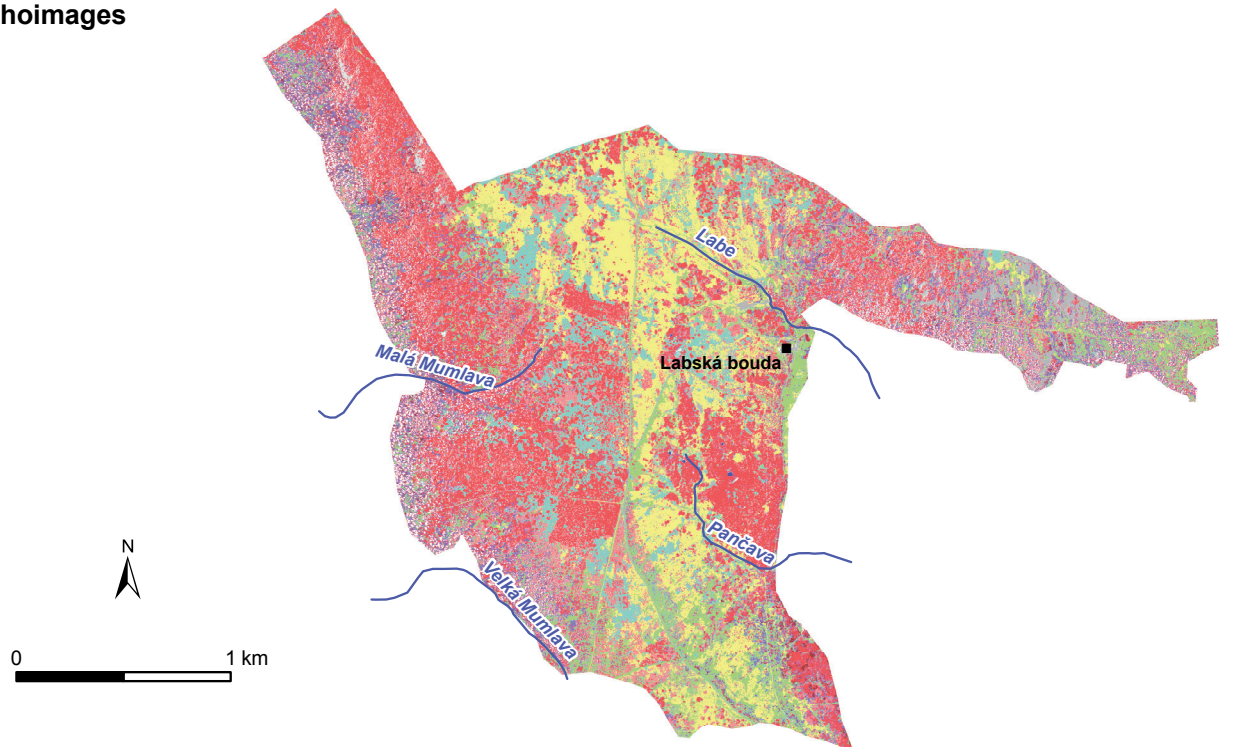 hoimages
Labe
Labská bouda
Malá Mumlava
Pančava
Velká Mumlava
N
0 1 km